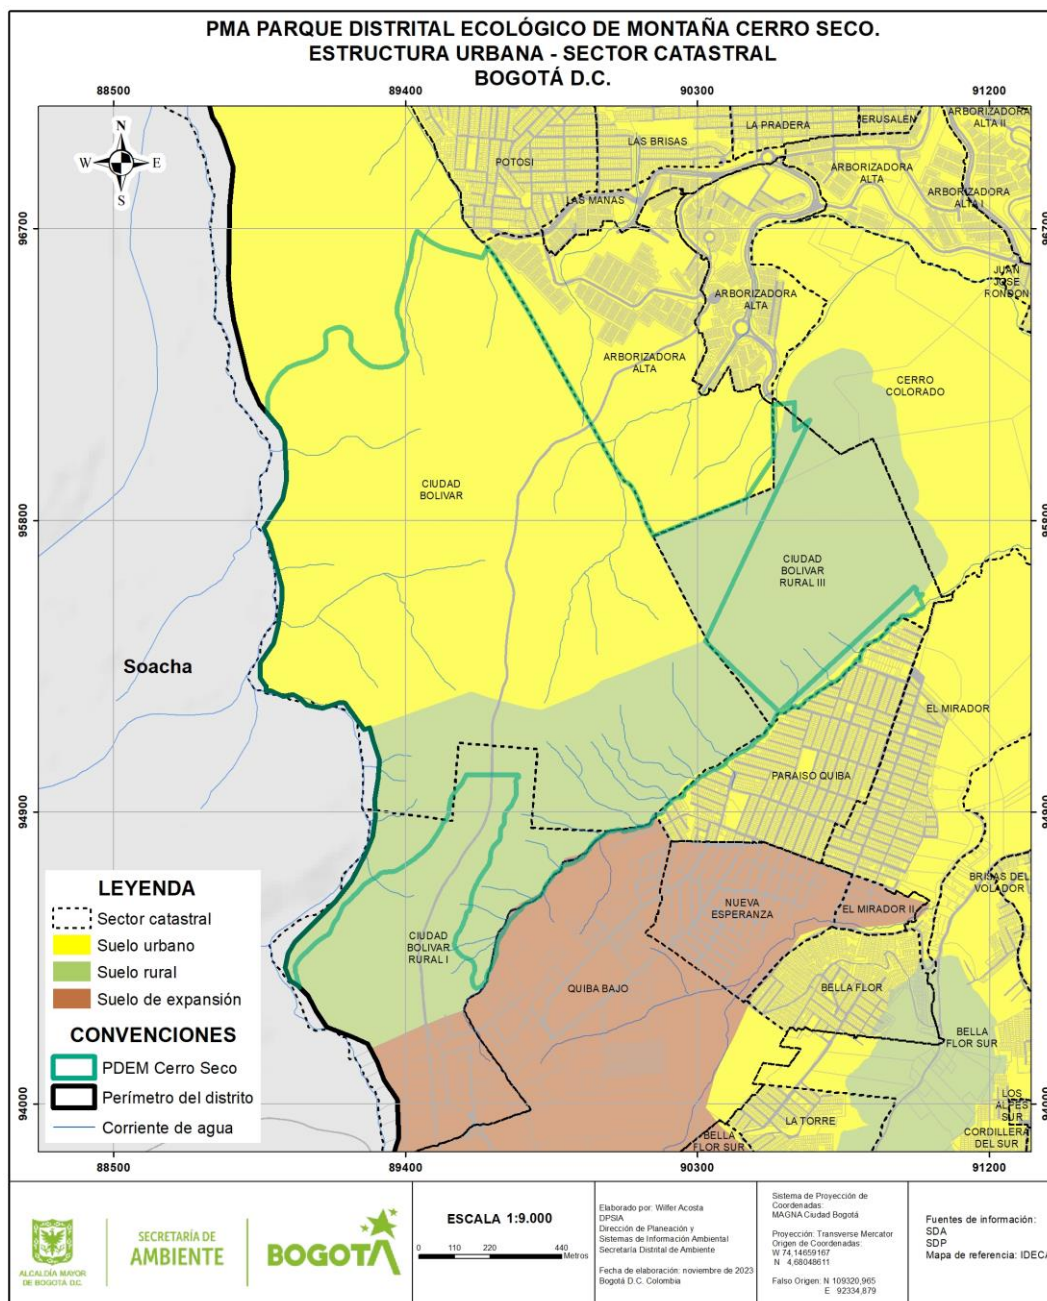 PMA PARQUE DISTRITAL ECOLÓGICO DE MONTAÑA CERRO SECO.
ESTRUCTURA URBANA - SECTOR CATASTRAL
BOGOTÁ D.C.
88500
89400
90300
91200
N
W
E
S
96700
96700
95800
95800
94900
94900
94000
94000
POTOSI
LAS BRISAS
LA PRADERA
JERUSALEN
ARBORIZADORA
ALTA II
ARBORIZADORA
ALTA
ARBORIZADORA
ALTA I
LAS MANAS
JUAN
JOSE
RONDON
ARBORIZADORA
ALTA
ARBORIZADORA
ALTA
CERRO
COLORADO
CIUDAD
BOLIVAR
CIUDAD
BOLIVAR
RURAL III
Soacha
EL MIRADOR
PARAISO QUIBA
BRISAS DEL
VOLADOR
NUEVA
ESPERANZA
EL MIRADOR II
CIUDAD
BOLIVAR
RURAL I
QUIBA BAJO
BELLA FLOR
BELLA
FLOR SUR
LOS
ALPES
SUR
LA TORRE
CORDILLERA
DEL SUR
BELLA
FLOR SUR
LEYENDA
Sector catastral
Suelo urbano
Suelo rural
Suelo de expansión
CONVENCIONES
PDEM Cerro Seco
Perímetro del distrito
Corriente de agua
88500
89400
90300
91200
ALCALDÍA MAYOR
DE BOGOTÁ D.C.
SECRETARÍA DE
AMBIENTE
BOGOTÁ
ESCALA 1:9.000
0 110 220 440
Metros
Elaborado por: Wilfer Acosta
DPSIA
Dirección de Planeación y
Sistemas de Información Ambiental
Secretaría Distrital de Ambiente
Fecha de elaboración: noviembre de 2023
Bogotá D.C. Colombia
Sistema de Proyección de
Coordenadas:
MAGNA Ciudad Bogotá
Proyección: Transverse Mercator
Origen de Coordenadas:
W 74,14659167
N 4,68048611
Falso Origen: N 109320,965
E 92334,879
Fuentes de información:
SDA
SDP
Mapa de referencia: IDECA